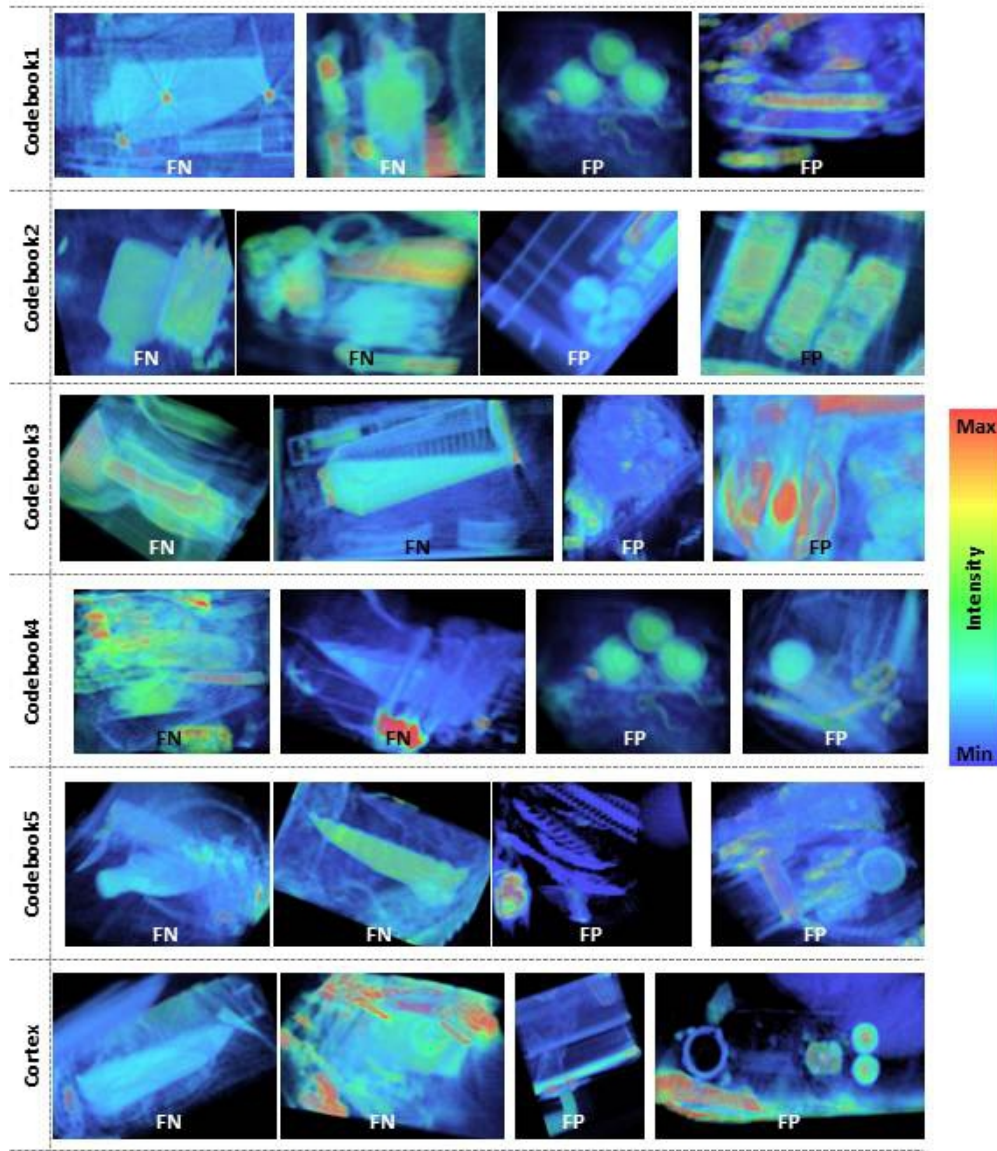 Codebook1
FN
FN
FP
FP
Codebook2
FN
FN
FP
FP
Codebook3
FN
FN
FP
FP
Codebook4
FN
FN
FP
FP
Codebook5
FN
FN
FP
FP
Cortex
FN
FN
FP
FP
Max
Intensity
Min